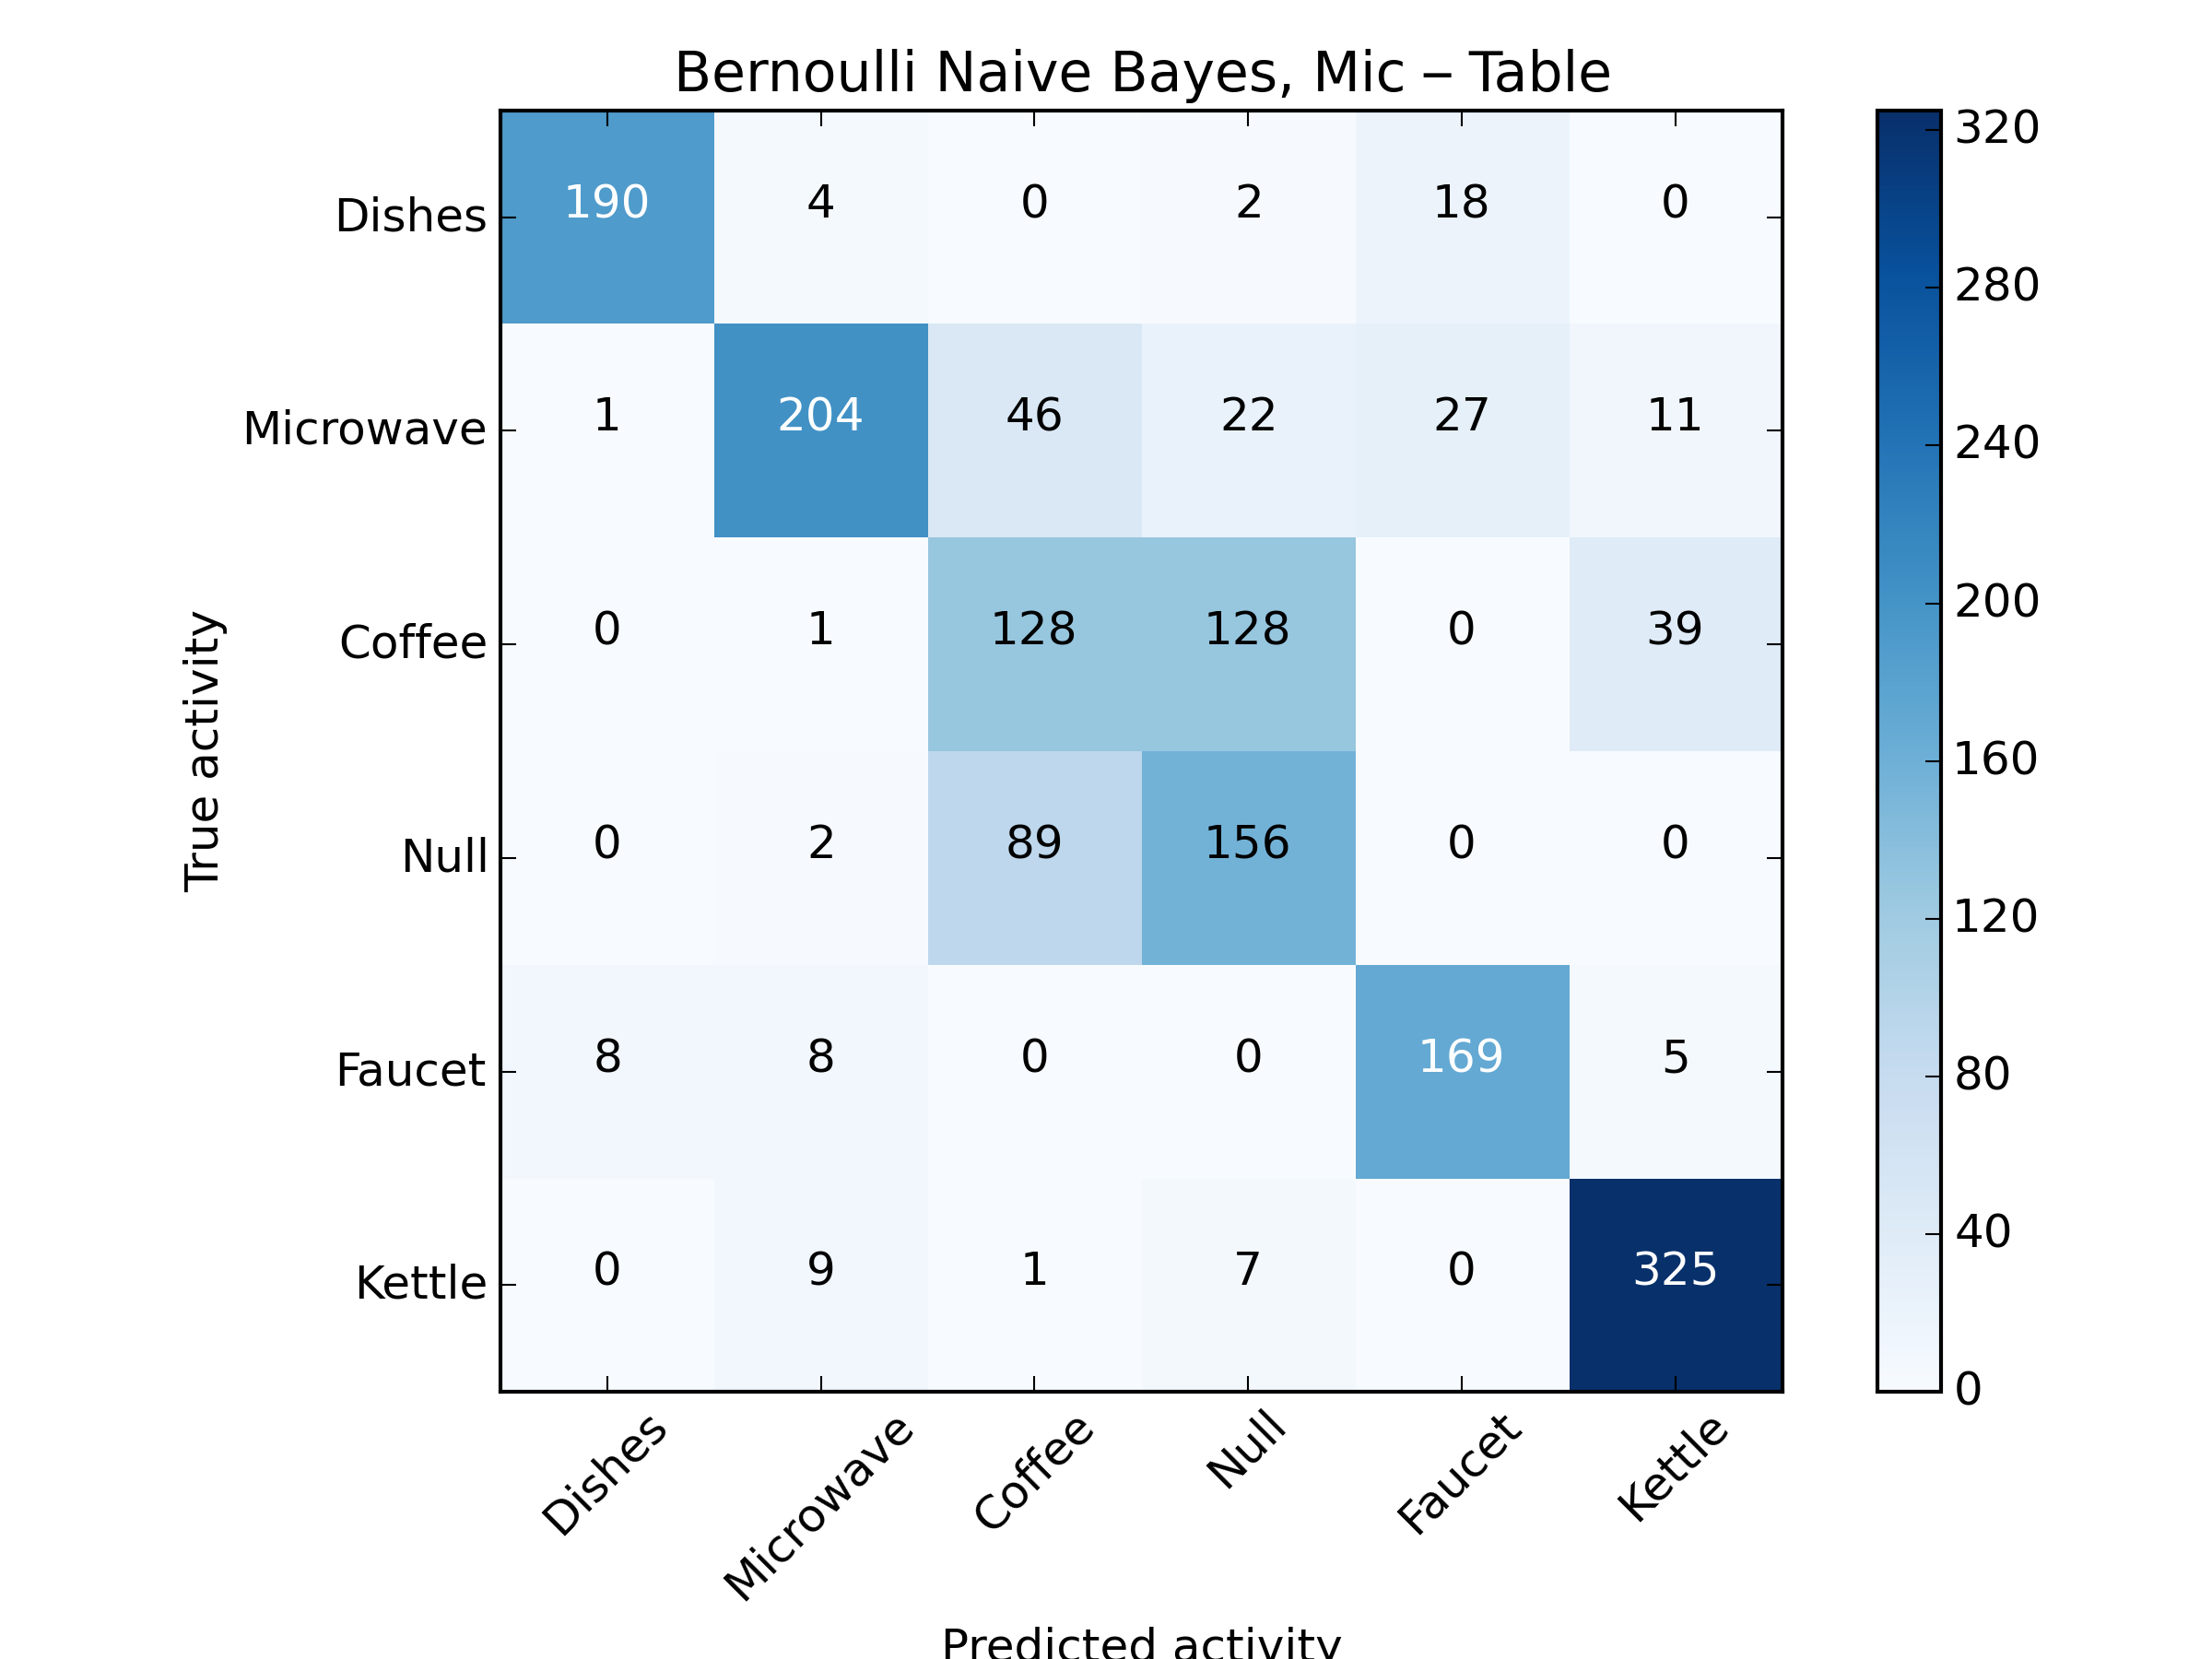 Bernoulli Naive Bayes, Mic – Table
Dishes 190 4 0 2 18 0
Microwave 1 204 46 22 27 11
Coffee 0 1 128 128 0 39
Null 0 2 89 156 0 0
Faucet 8 8 0 0 169 5
Kettle 0 9 1 7 0 325
True activity
Dishes Microwave Coffee Null Faucet Kettle
Predicted activity
320
280
240
200
160
120
80
40
0